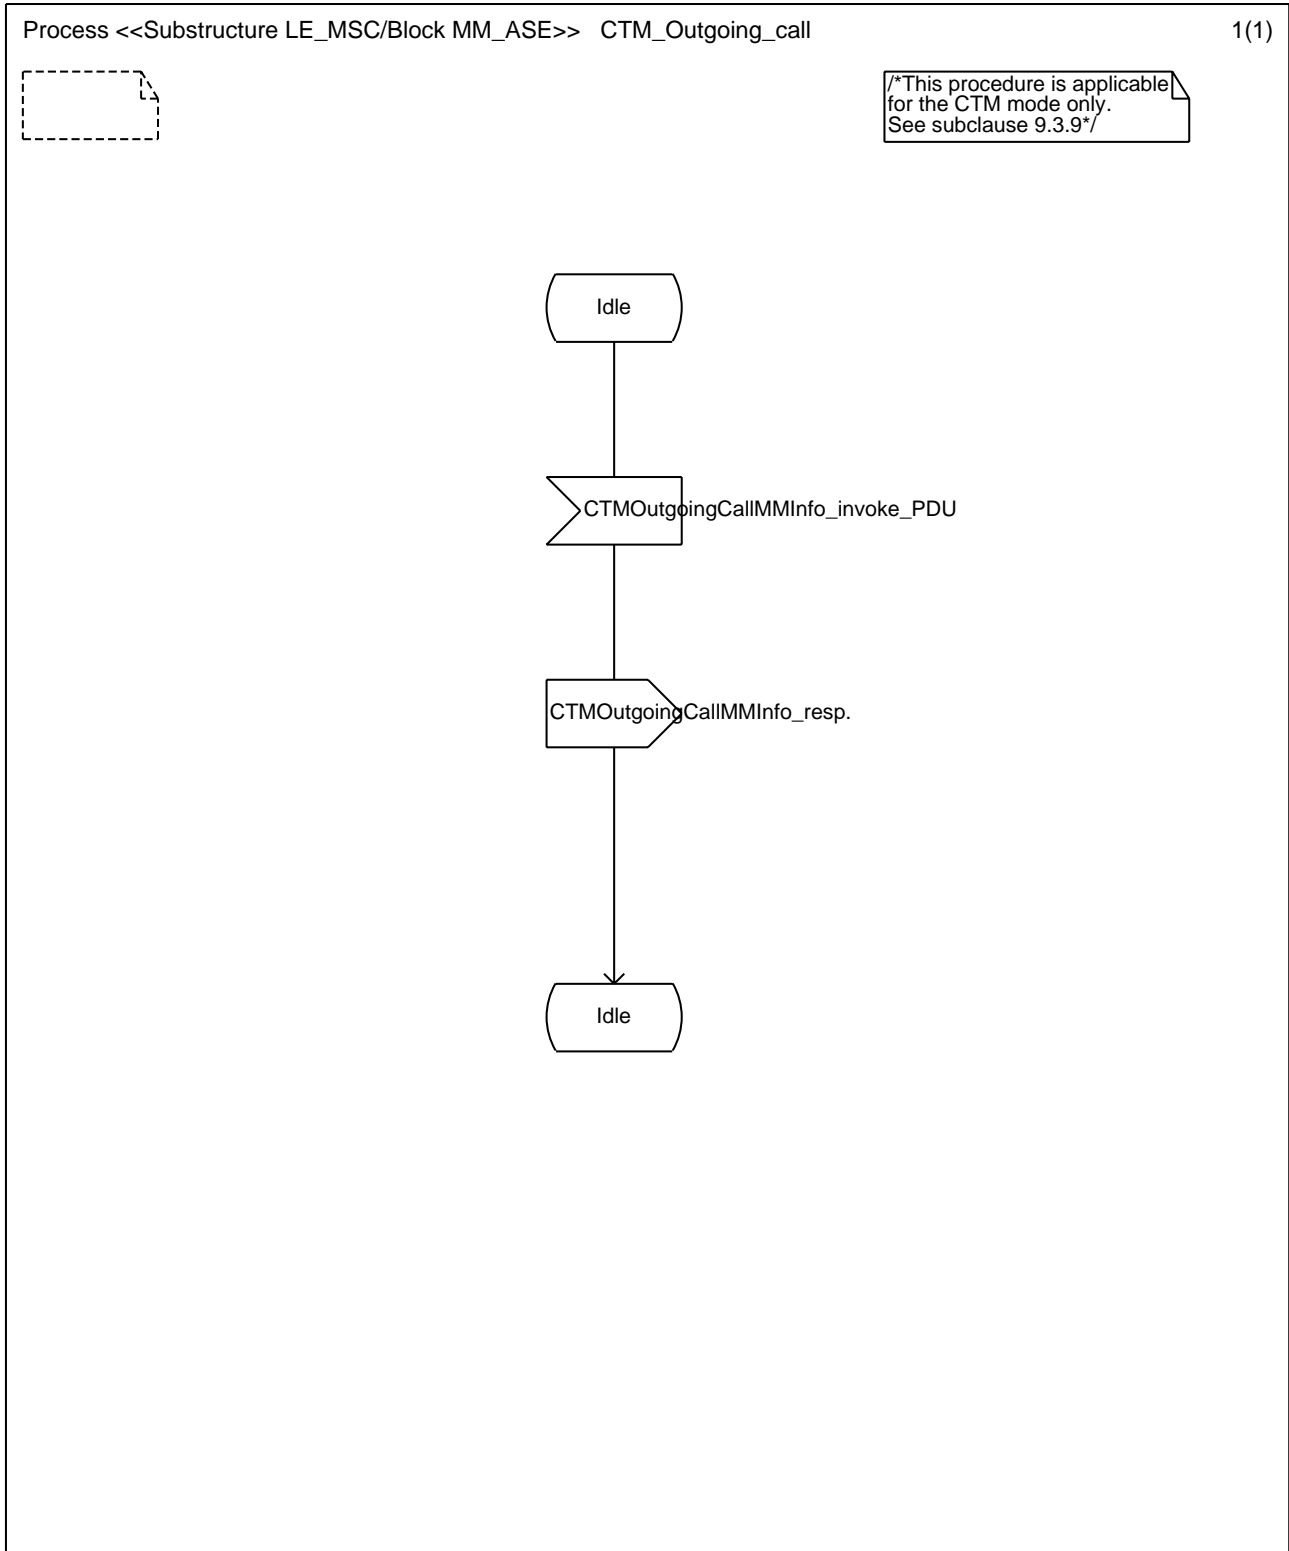 Process <<Substructure LE_MSC/Block MM_ASE>> CTM_Outgoing_call 1(1)
/*This procedure is applicable
for the CTM mode only.
See subclause 9.3.9*/
Idle
CTMOutgoingCallMMInfo_invoke_PDU
CTMOutgoingCallMMInfo_resp.
Idle